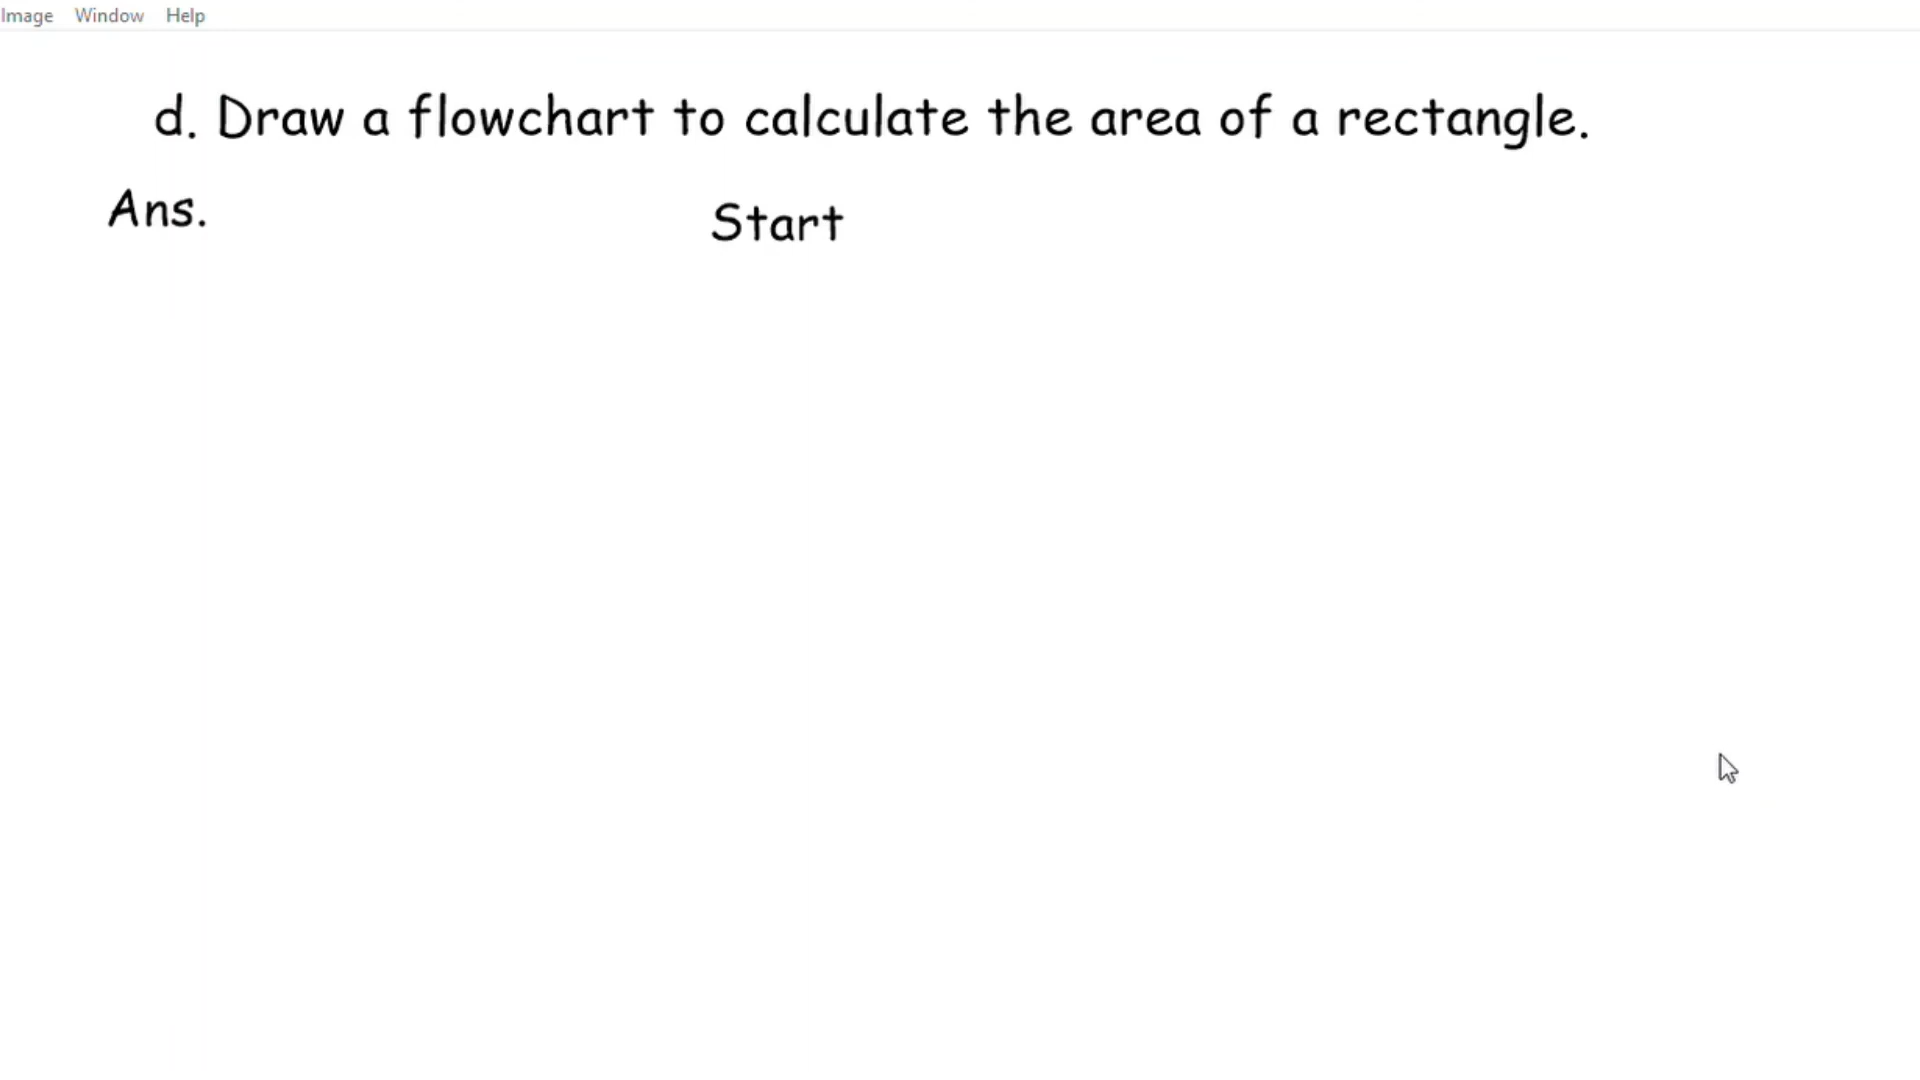 Image Window Help
d. Draw a flowchart to calculate the area of a rectangle.
Ans.
Start